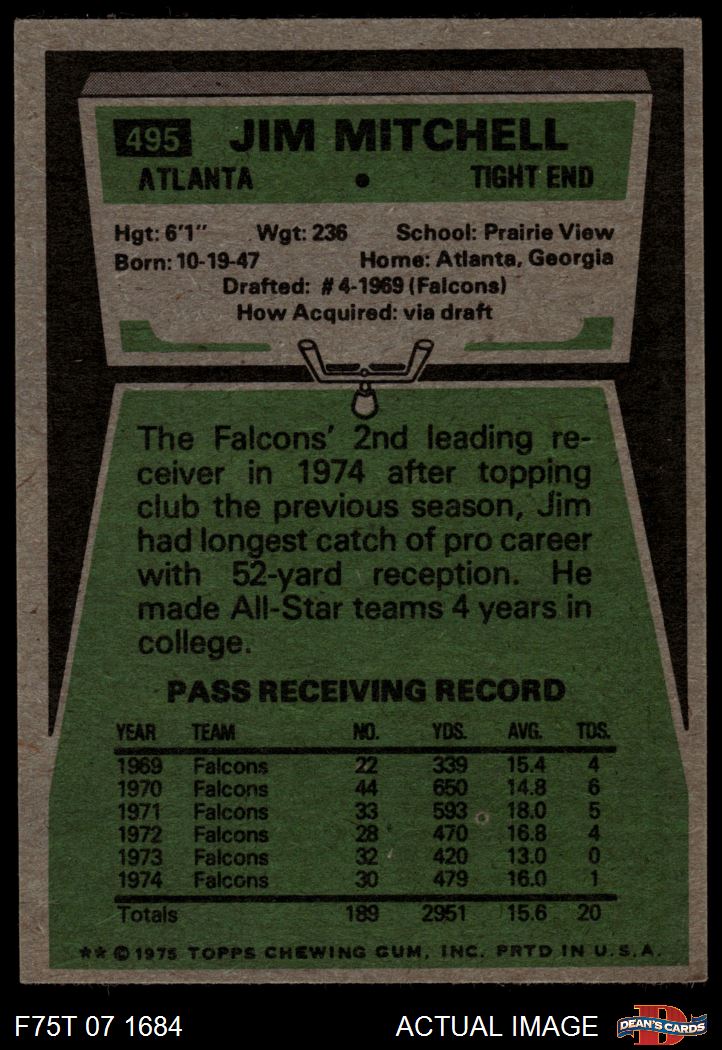 495 JIM MITCHELL
ATLANTA • TIGHT END
Hgt: 6'1" Wgt: 236 School: Prairie View
Born: 10-19-47 Home: Atlanta, Georgia
Drafted: #4-1969 (Falcons)
How Acquired: via draft
The Falcons' 2nd leading re-
ceiver in 1974 after topping
club the previous season, Jim
had longest catch of pro career
with 52-yard reception. He
made All-Star teams 4 years in
college.
PASS RECEIVING RECORD
YEAR TEAM NO. YDS. AVG. TDS.
1969 Falcons 22 339 15.4 4
1970 Falcons 44 650 14.8 6
1971 Falcons 33 593 18.0 5
1972 Falcons 28 470 16.8 4
1973 Falcons 32 420 13.0 0
1974 Falcons 30 479 16.0 1
Totals 189 2951 15.6 20
** © 1975 TOPPS CHEWING GUM, INC. PRTD IN U.S.A.
F75T 07 1684 ACTUAL IMAGE DEAN'S CARDS